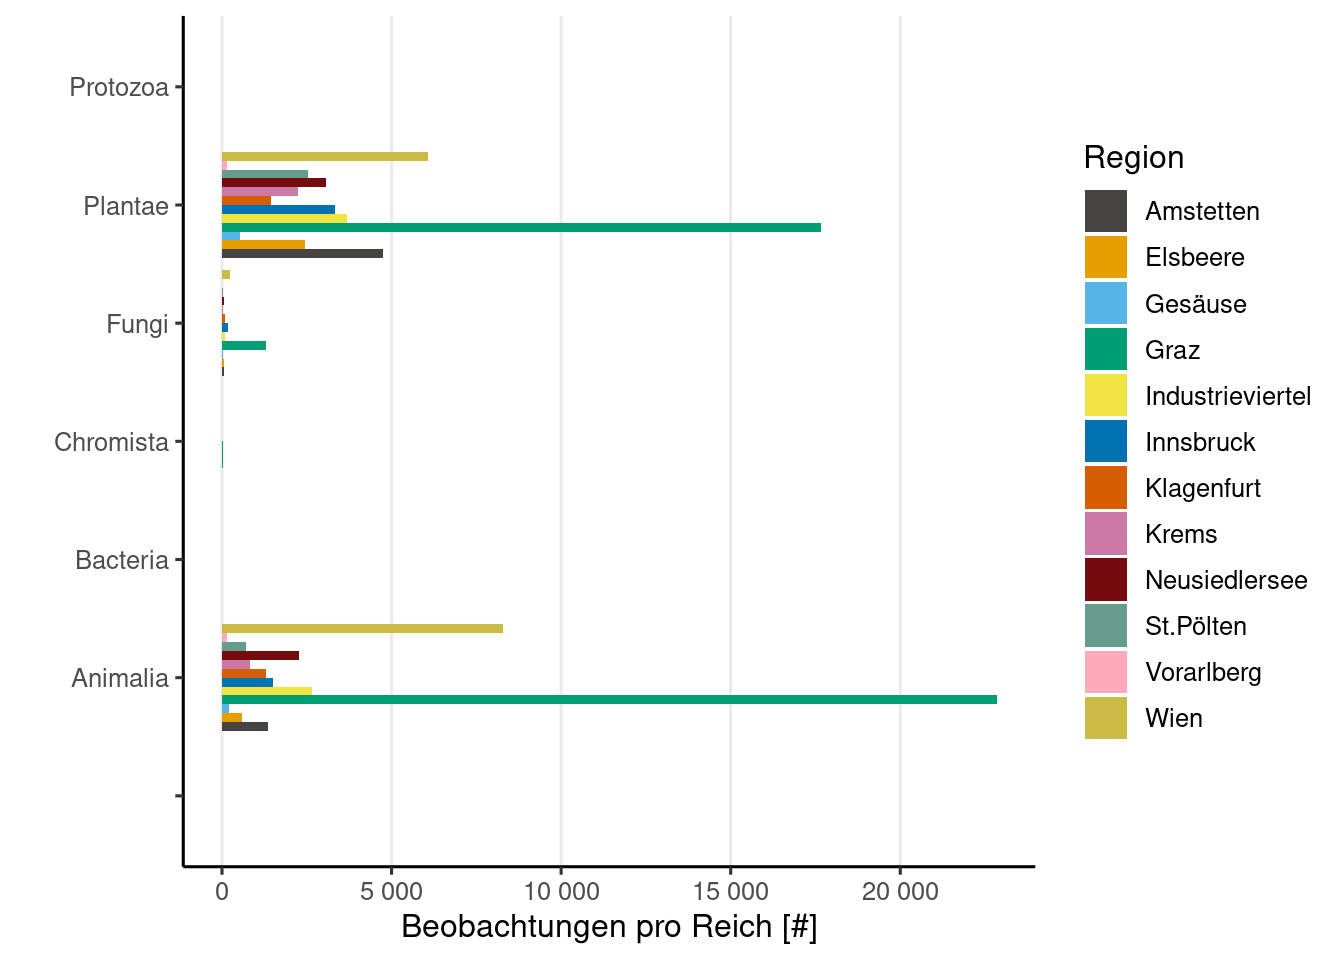 Protozoa
Plantae
Fungi
Chromista
Bacteria
Animalia
0 5 000 10 000 15 000 20 000
Beobachtungen pro Reich [#]
Region
Amstetten
Elsbeere
Gesäuse
Graz
Industrieviertel
Innsbruck
Klagenfurt
Krems
Neusiedlersee
St.Pölten
Vorarlberg
Wien